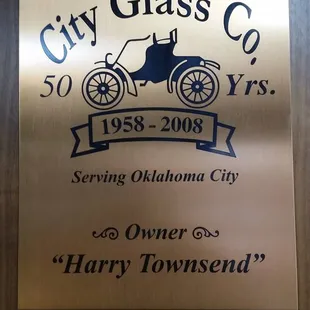 City Glass Co.
50 Yrs.
1958 - 2008
Serving Oklahoma City
Owner
"Harry Townsend"